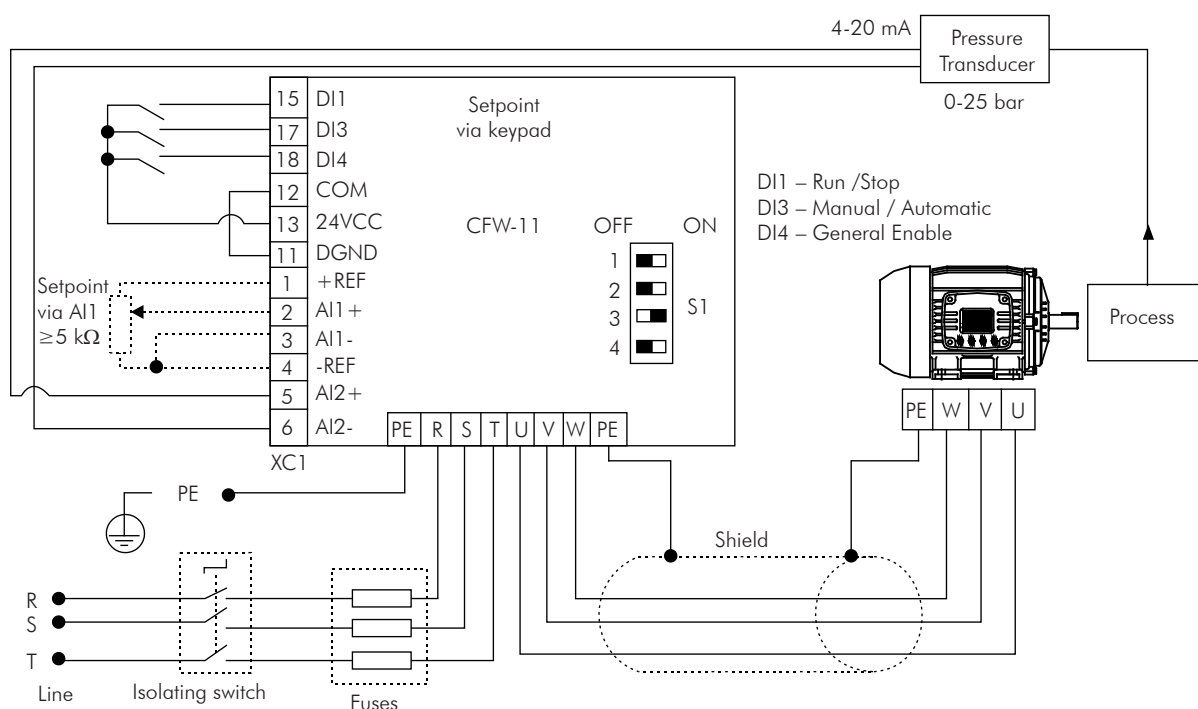 4-20 mA
Pressure
Transducer
0-25 bar
15 DI1
17 DI3
18 DI4
12 COM
13 24VCC
11 DGND
1 +REF
2 AI1+
3 AI1-
4 -REF
5 AI2+
6 AI2-
XC1
Setpoint
via keypad
CFW-11
OFF ON
1
2
3
4
S1
DI1 – Run /Stop
DI3 – Manual / Automatic
DI4 – General Enable
Setpoint
via AI1
≥5 kΩ
Process
PE R S T U V W PE
PE W V U
PE
Shield
R
S
T
Line
Isolating switch
Fuses